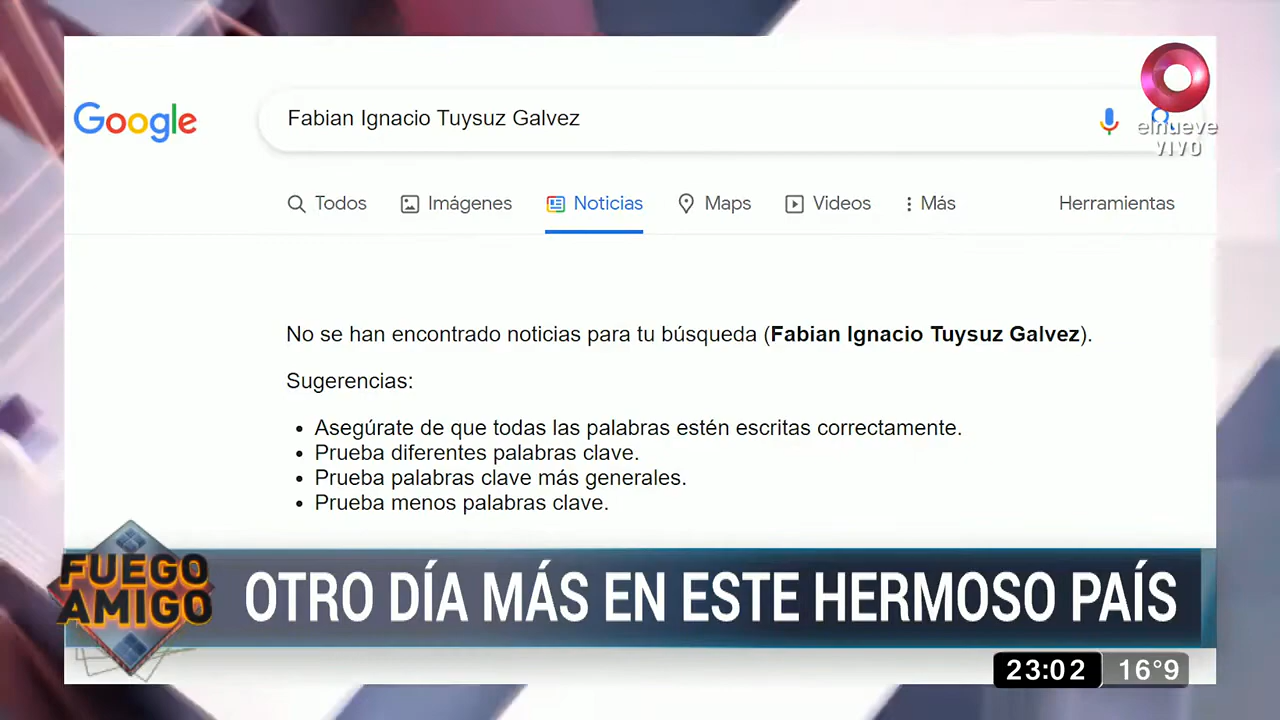 Google
Fabian Ignacio Tuysuz Galvez
elnueve
VIVO
Todos Imágenes Noticias Maps Videos Más Herramientas
No se han encontrado noticias para tu búsqueda (Fabian Ignacio Tuysuz Galvez).
Sugerencias:
• Asegúrate de que todas las palabras estén escritas correctamente.
• Prueba diferentes palabras clave.
• Prueba palabras clave más generales.
• Prueba menos palabras clave.
FUEGO
AMIGO
OTRO DÍA MÁS EN ESTE HERMOSO PAÍS
23:02 16°9